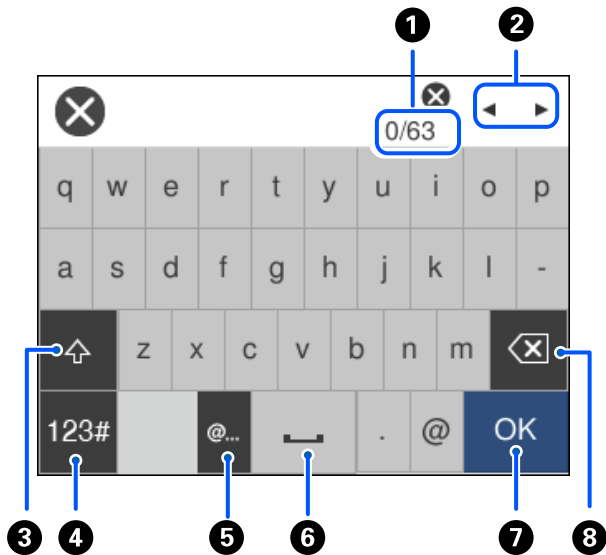 1 2
0/63
q w e r t y u i o p
a s d f g h j k l -
z x c v b n m
123# @... . @ OK
3 4 5 6 7 8